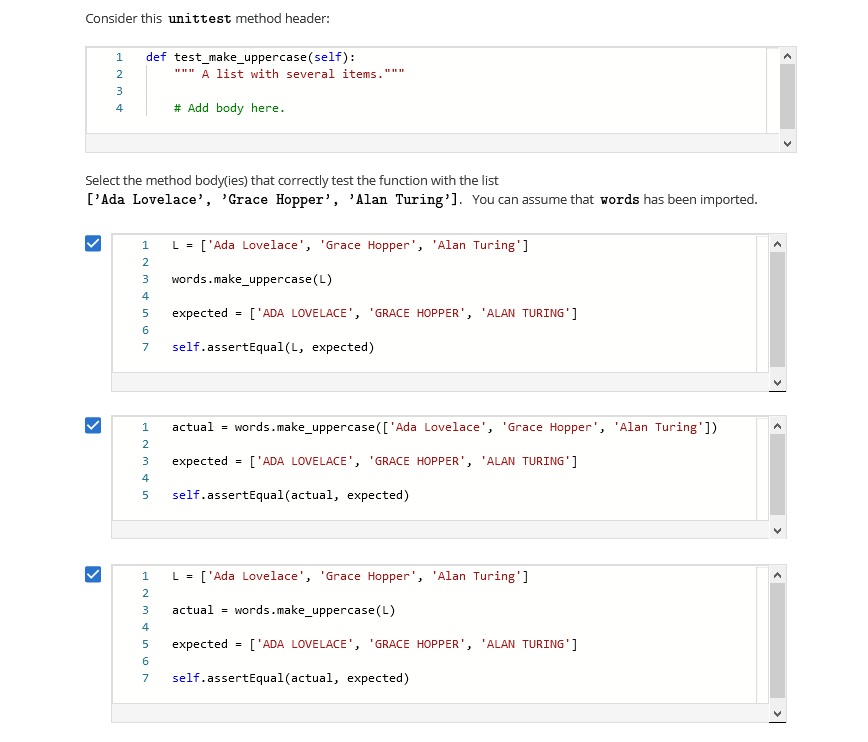 Consider this unittest method header:
1 def test_make_uppercase(self):
2 """ A list with several items."""
3
4 # Add body here.
Select the method body(ies) that correctly test the function with the list
['Ada Lovelace', 'Grace Hopper', 'Alan Turing']. You can assume that words has been imported.
1 L = ['Ada Lovelace', 'Grace Hopper', 'Alan Turing']
2
3 words.make_uppercase(L)
4
5 expected = ['ADA LOVELACE', 'GRACE HOPPER', 'ALAN TURING']
6
7 self.assertEqual(L, expected)
1 actual = words.make_uppercase(['Ada Lovelace', 'Grace Hopper', 'Alan Turing'])
2
3 expected = ['ADA LOVELACE', 'GRACE HOPPER', 'ALAN TURING']
4
5 self.assertEqual(actual, expected)
1 L = ['Ada Lovelace', 'Grace Hopper', 'Alan Turing']
2
3 actual = words.make_uppercase(L)
4
5 expected = ['ADA LOVELACE', 'GRACE HOPPER', 'ALAN TURING']
6
7 self.assertEqual(actual, expected)